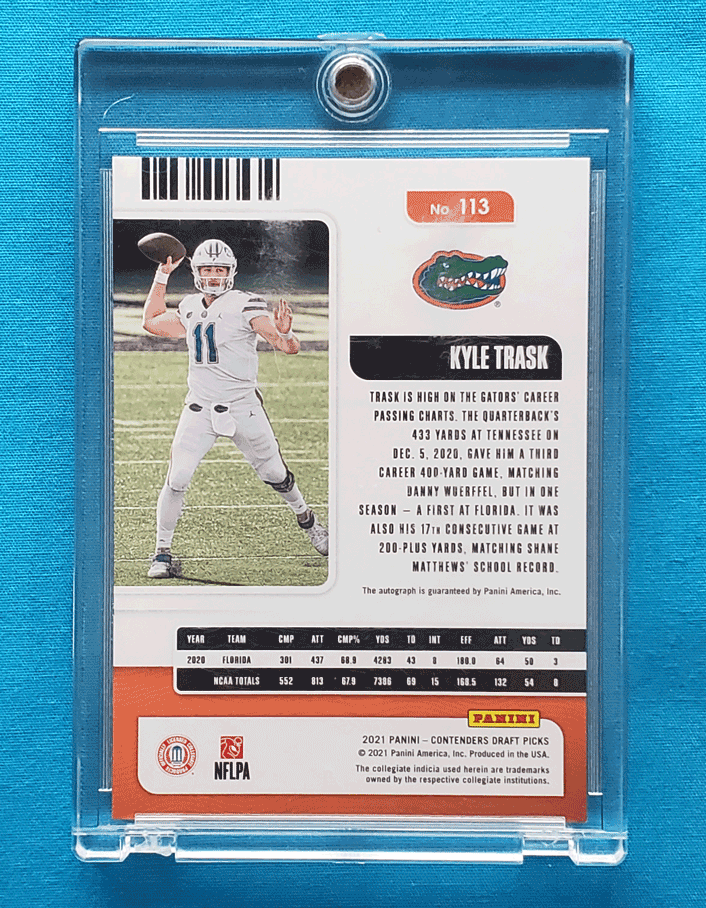 No. 113
®
11
KYLE TRASK
TRASK IS HIGH ON THE GATORS' CAREER
PASSING CHARTS. THE QUARTERBACK'S
433 YARDS AT TENNESSEE ON
DEC. 5, 2020, GAVE HIM A THIRD
CAREER 400-YARD GAME, MATCHING
DANNY WUERFFEL, BUT IN ONE
SEASON — A FIRST AT FLORIDA. IT WAS
ALSO HIS 17TH CONSECUTIVE GAME AT
200-PLUS YARDS, MATCHING SHANE
MATTHEWS' SCHOOL RECORD.
The autograph is guaranteed by Panini America, Inc.
YEAR TEAM CMP ATT CMP% YDS TD INT EFF ATT YDS TD
2020 FLORIDA 301 437 68.9 4283 43 8 180.0 64 50 3
NCAA TOTALS 552 813 67.9 7386 69 15 168.5 132 54 8
PANINI
2021 PANINI – CONTENDERS DRAFT PICKS
© 2021 Panini America, Inc. Produced in the USA.
The collegiate indicia used herein are trademarks
owned by the respective collegiate institutions.
NFLPA